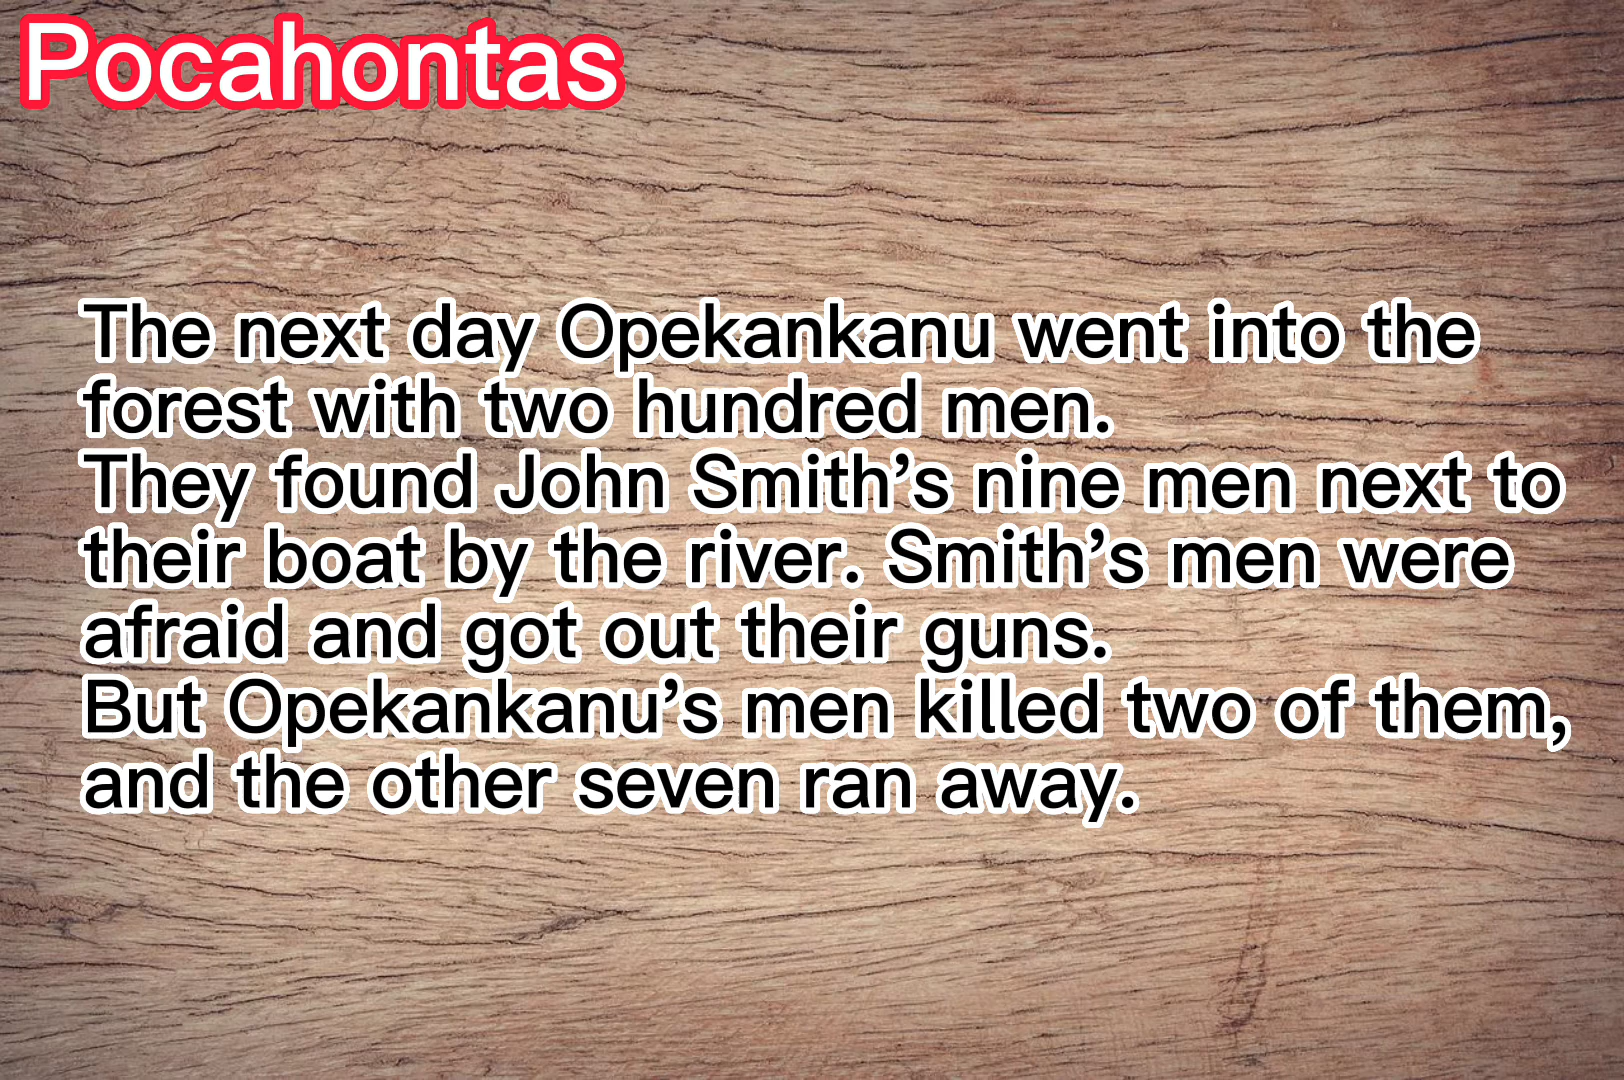 Pocahontas
The next day Opekankanu went into the
forest with two hundred men.
They found John Smith’s nine men next to
their boat by the river. Smith’s men were
afraid and got out their guns.
But Opekankanu’s men killed two of them,
and the other seven ran away.